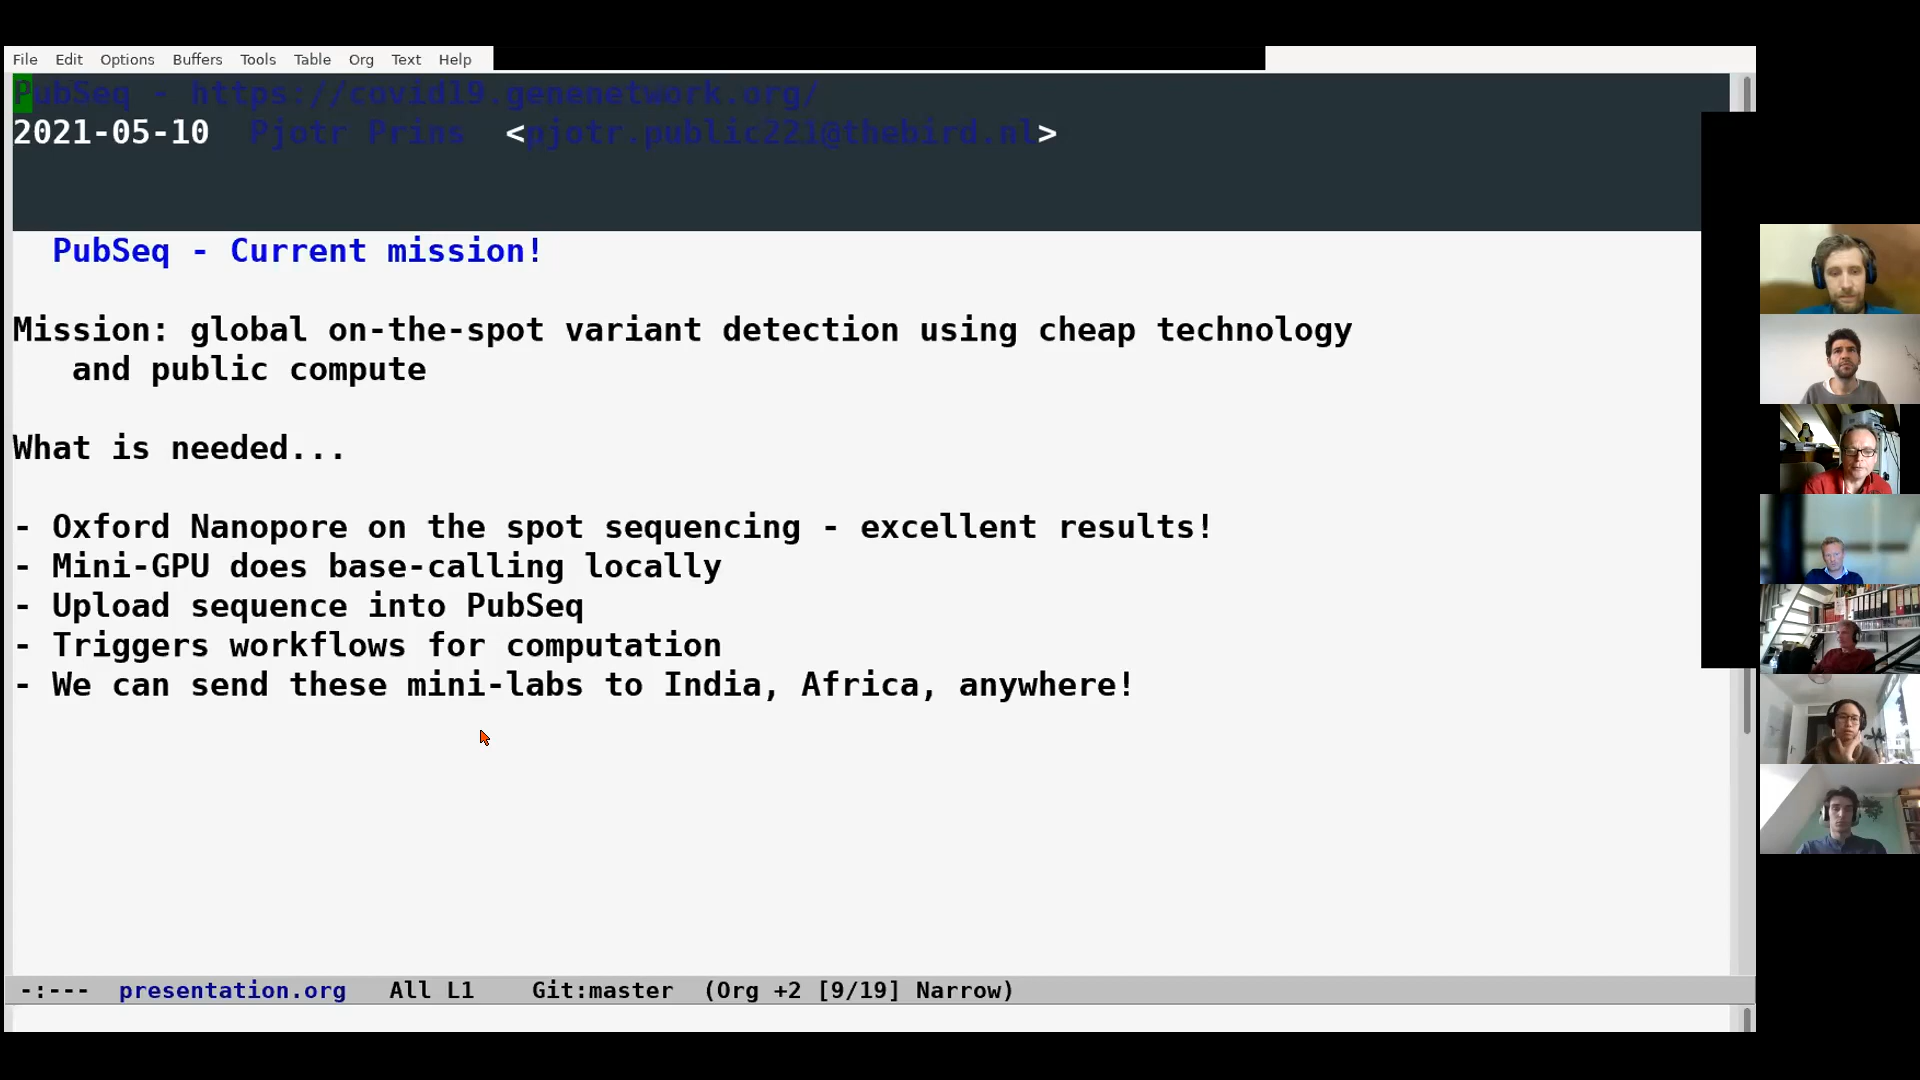 File Edit Options Buffers Tools Table Org Text Help
PubSeq - https://covid19.genenetwork.org/
2021-05-10 Pjotr Prins <pjotr.public221@thebird.nl>
PubSeq - Current mission!
Mission: global on-the-spot variant detection using cheap technology
and public compute
What is needed...
- Oxford Nanopore on the spot sequencing - excellent results!
- Mini-GPU does base-calling locally
- Upload sequence into PubSeq
- Triggers workflows for computation
- We can send these mini-labs to India, Africa, anywhere!
-:--- presentation.org All L1 Git:master (Org +2 [9/19] Narrow)